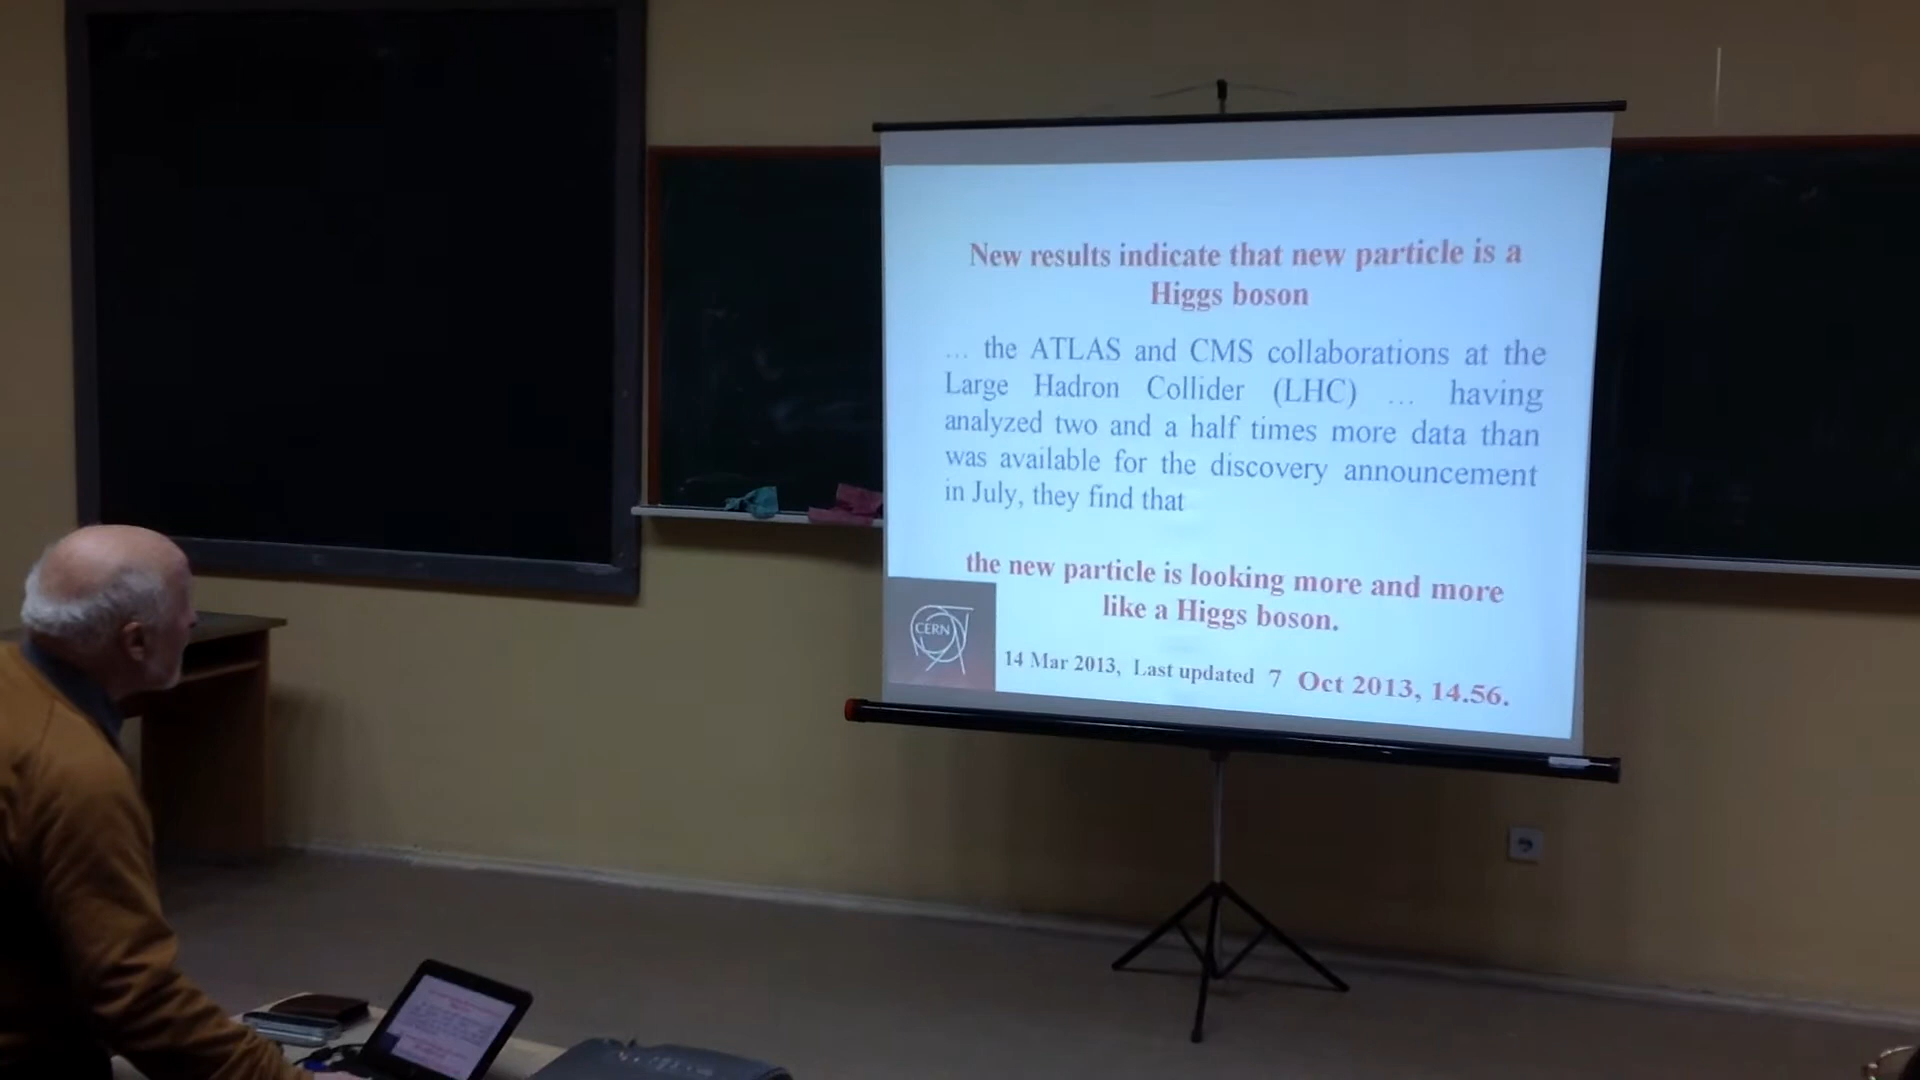 New results indicate that new particle is a
Higgs boson
… the ATLAS and CMS collaborations at the
Large Hadron Collider (LHC) … having
analyzed two and a half times more data than
was available for the discovery announcement
in July, they find that
the new particle is looking more and more
like a Higgs boson.
CERN
14 Mar 2013, Last updated 7 Oct 2013, 14.56.